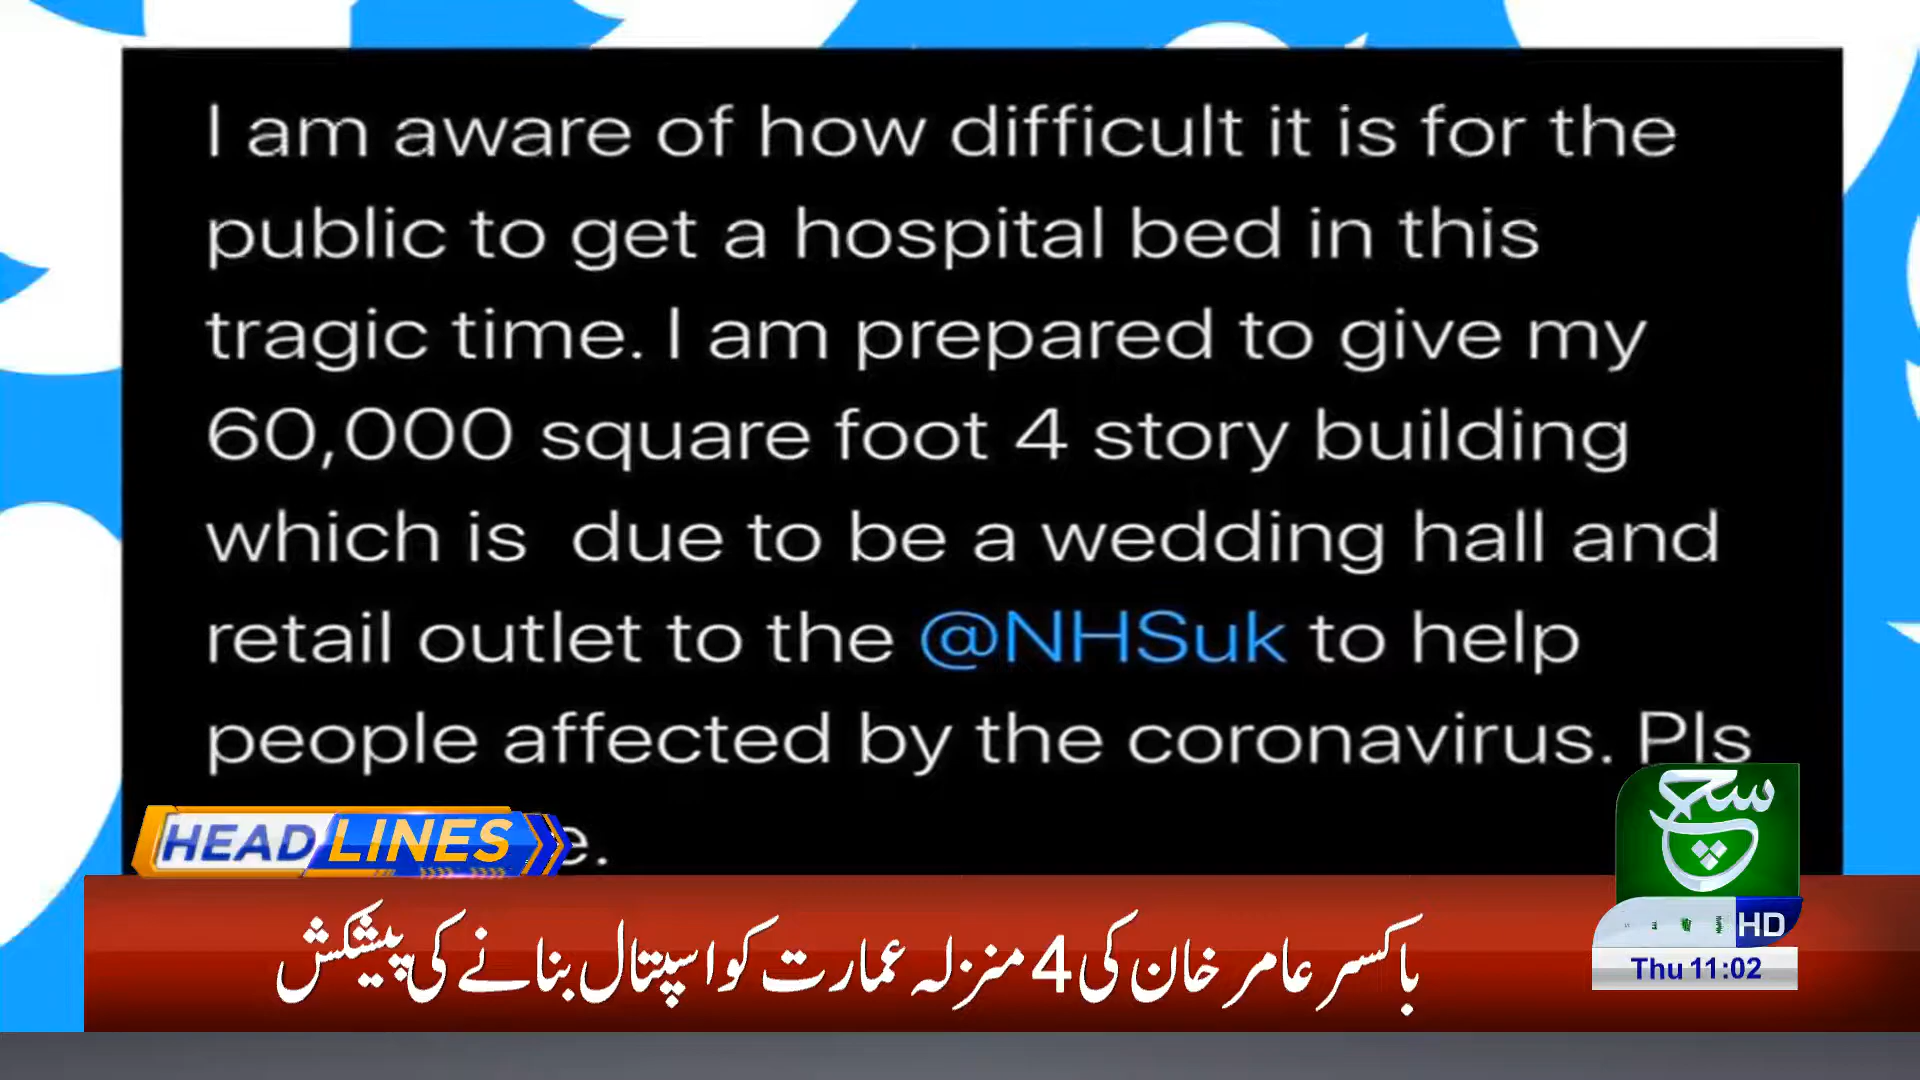 I am aware of how difficult it is for the
public to get a hospital bed in this
tragic time. I am prepared to give my
60,000 square foot 4 story building
which is  due to be a wedding hall and
retail outlet to the @NHSuk to help
people affected by the coronavirus. Pls
e.
HEADLINES
سچ
HD
Thu 11:02
باکسر عامر خان کی 4 منزلہ عمارت کو اسپتال بنانے کی پیشکش